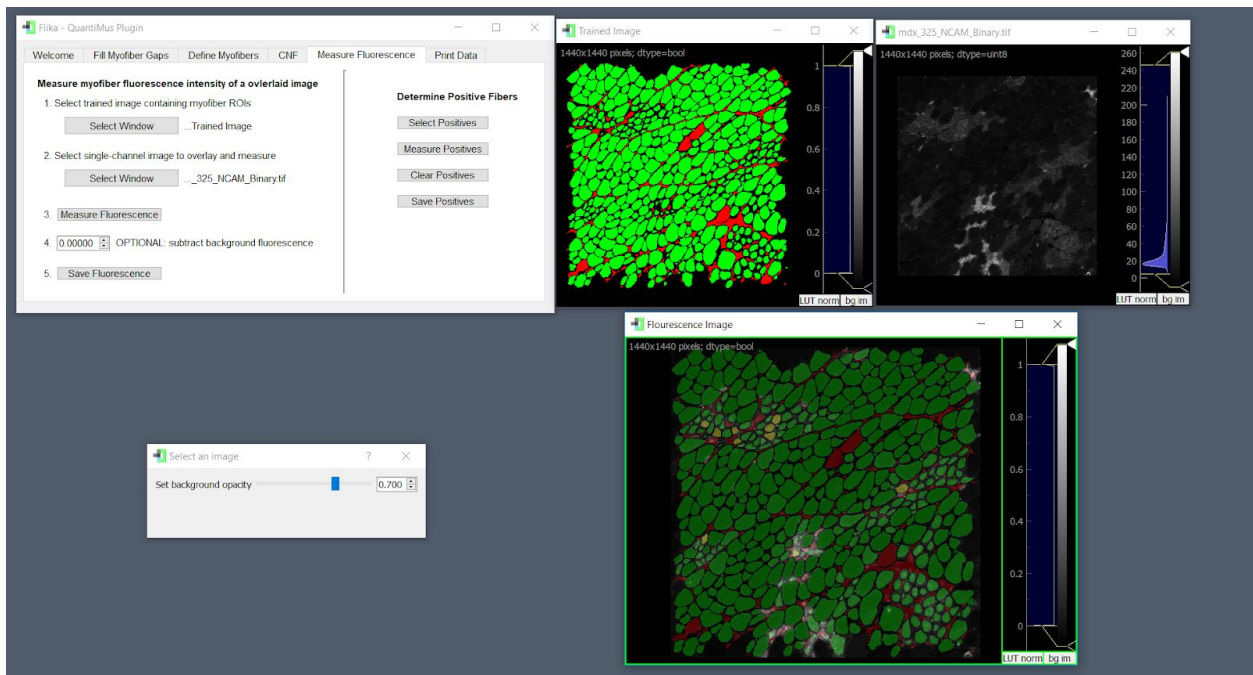 Flika - QuantiMus Plugin
Welcome Fill Myofiber Gaps Define Myofibers CNF Measure Fluorescence Print Data
Measure myofiber fluorescence intensity of a ovlerlaid image
1. Select trained image containing myofiber ROIs
Select Window ...Trained Image
2. Select single-channel image to overlay and measure
Select Window ..._325_NCAM_Binary.tif
3. Measure Fluorescence
4. 0.00000 OPTIONAL: subtract background fluorescence
5. Save Fluorescence
Determine Positive Fibers
Select Positives
Measure Positives
Clear Positives
Save Positives
Trained Image
1440x1440 pixels; dtype=bool
1
0.8
0.6
0.4
0.2
0
LUT norm bg im
mdx_325_NCAM_Binary.tif
1440x1440 pixels; dtype=uint8
260
240
220
200
180
160
140
120
100
80
60
40
20
0
LUT norm bg im
Select an image ?
Set background opacity 0.700
Flourescence Image
1440x1440 pixels; dtype=bool
1
0.8
0.6
0.4
0.2
0
LUT norm bg im